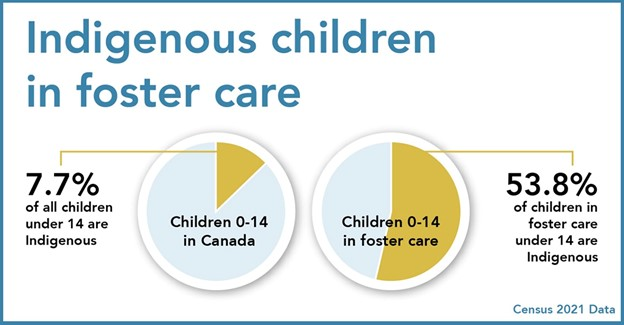 Indigenous children
in foster care
7.7%
of all children
under 14 are
Indigenous
Children 0-14
in Canada
Children 0-14
in foster care
53.8%
of children in
foster care
under 14 are
Indigenous
Census 2021 Data